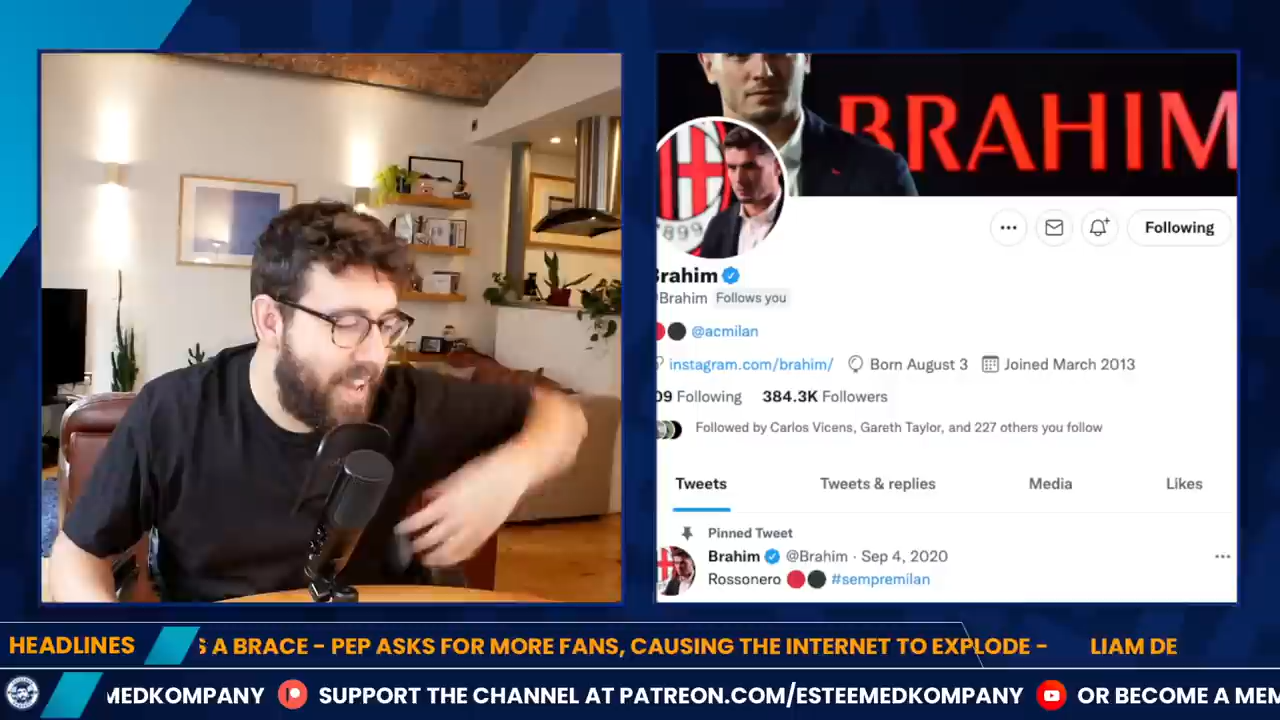 BRAHIM
1899
Following
Brahim
@Brahim Follows you
@acmilan
instagram.com/brahim/ Born August 3 Joined March 2013
09 Following 384.3K Followers
Followed by Carlos Vicens, Gareth Taylor, and 227 others you follow
Tweets Tweets & replies Media Likes
Pinned Tweet
Brahim @Brahim · Sep 4, 2020
Rossonero #sempremilan
HEADLINES S A BRACE - PEP ASKS FOR MORE FANS, CAUSING THE INTERNET TO EXPLODE - LIAM DE
MEDKOMPANY SUPPORT THE CHANNEL AT PATREON.COM/ESTEEMEDKOMPANY OR BECOME A MEM